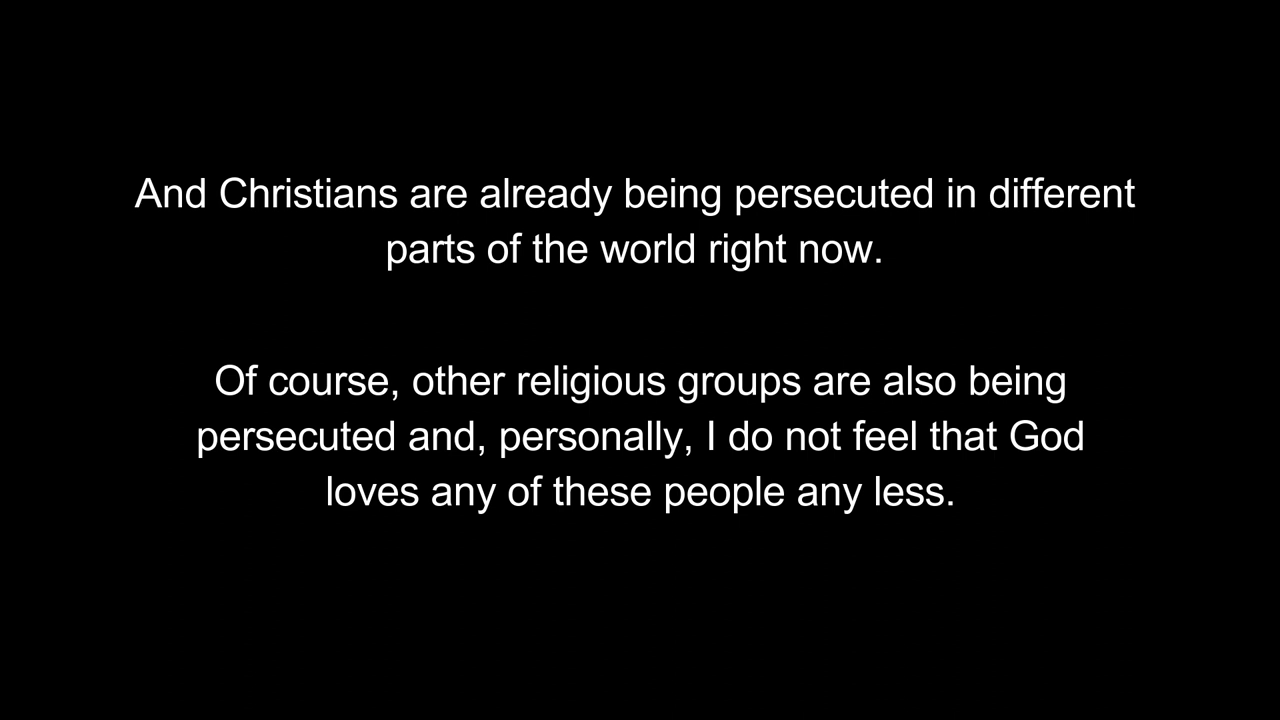 And Christians are already being persecuted in different
parts of the world right now.
Of course, other religious groups are also being
persecuted and, personally, I do not feel that God
loves any of these people any less.